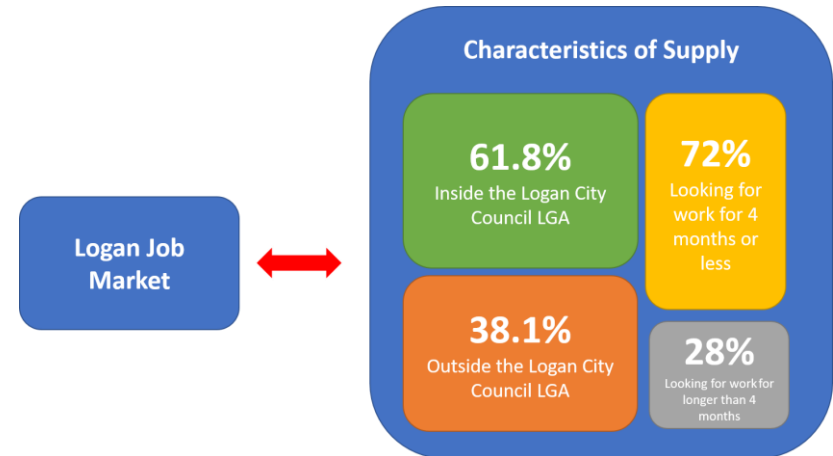 Characteristics of Supply
Logan Job
Market
61.8%
Inside the Logan City
Council LGA
38.1%
Outside the Logan City
Council LGA
72%
Looking for
work for 4
months or
less
28%
Looking for work for
longer than 4
months